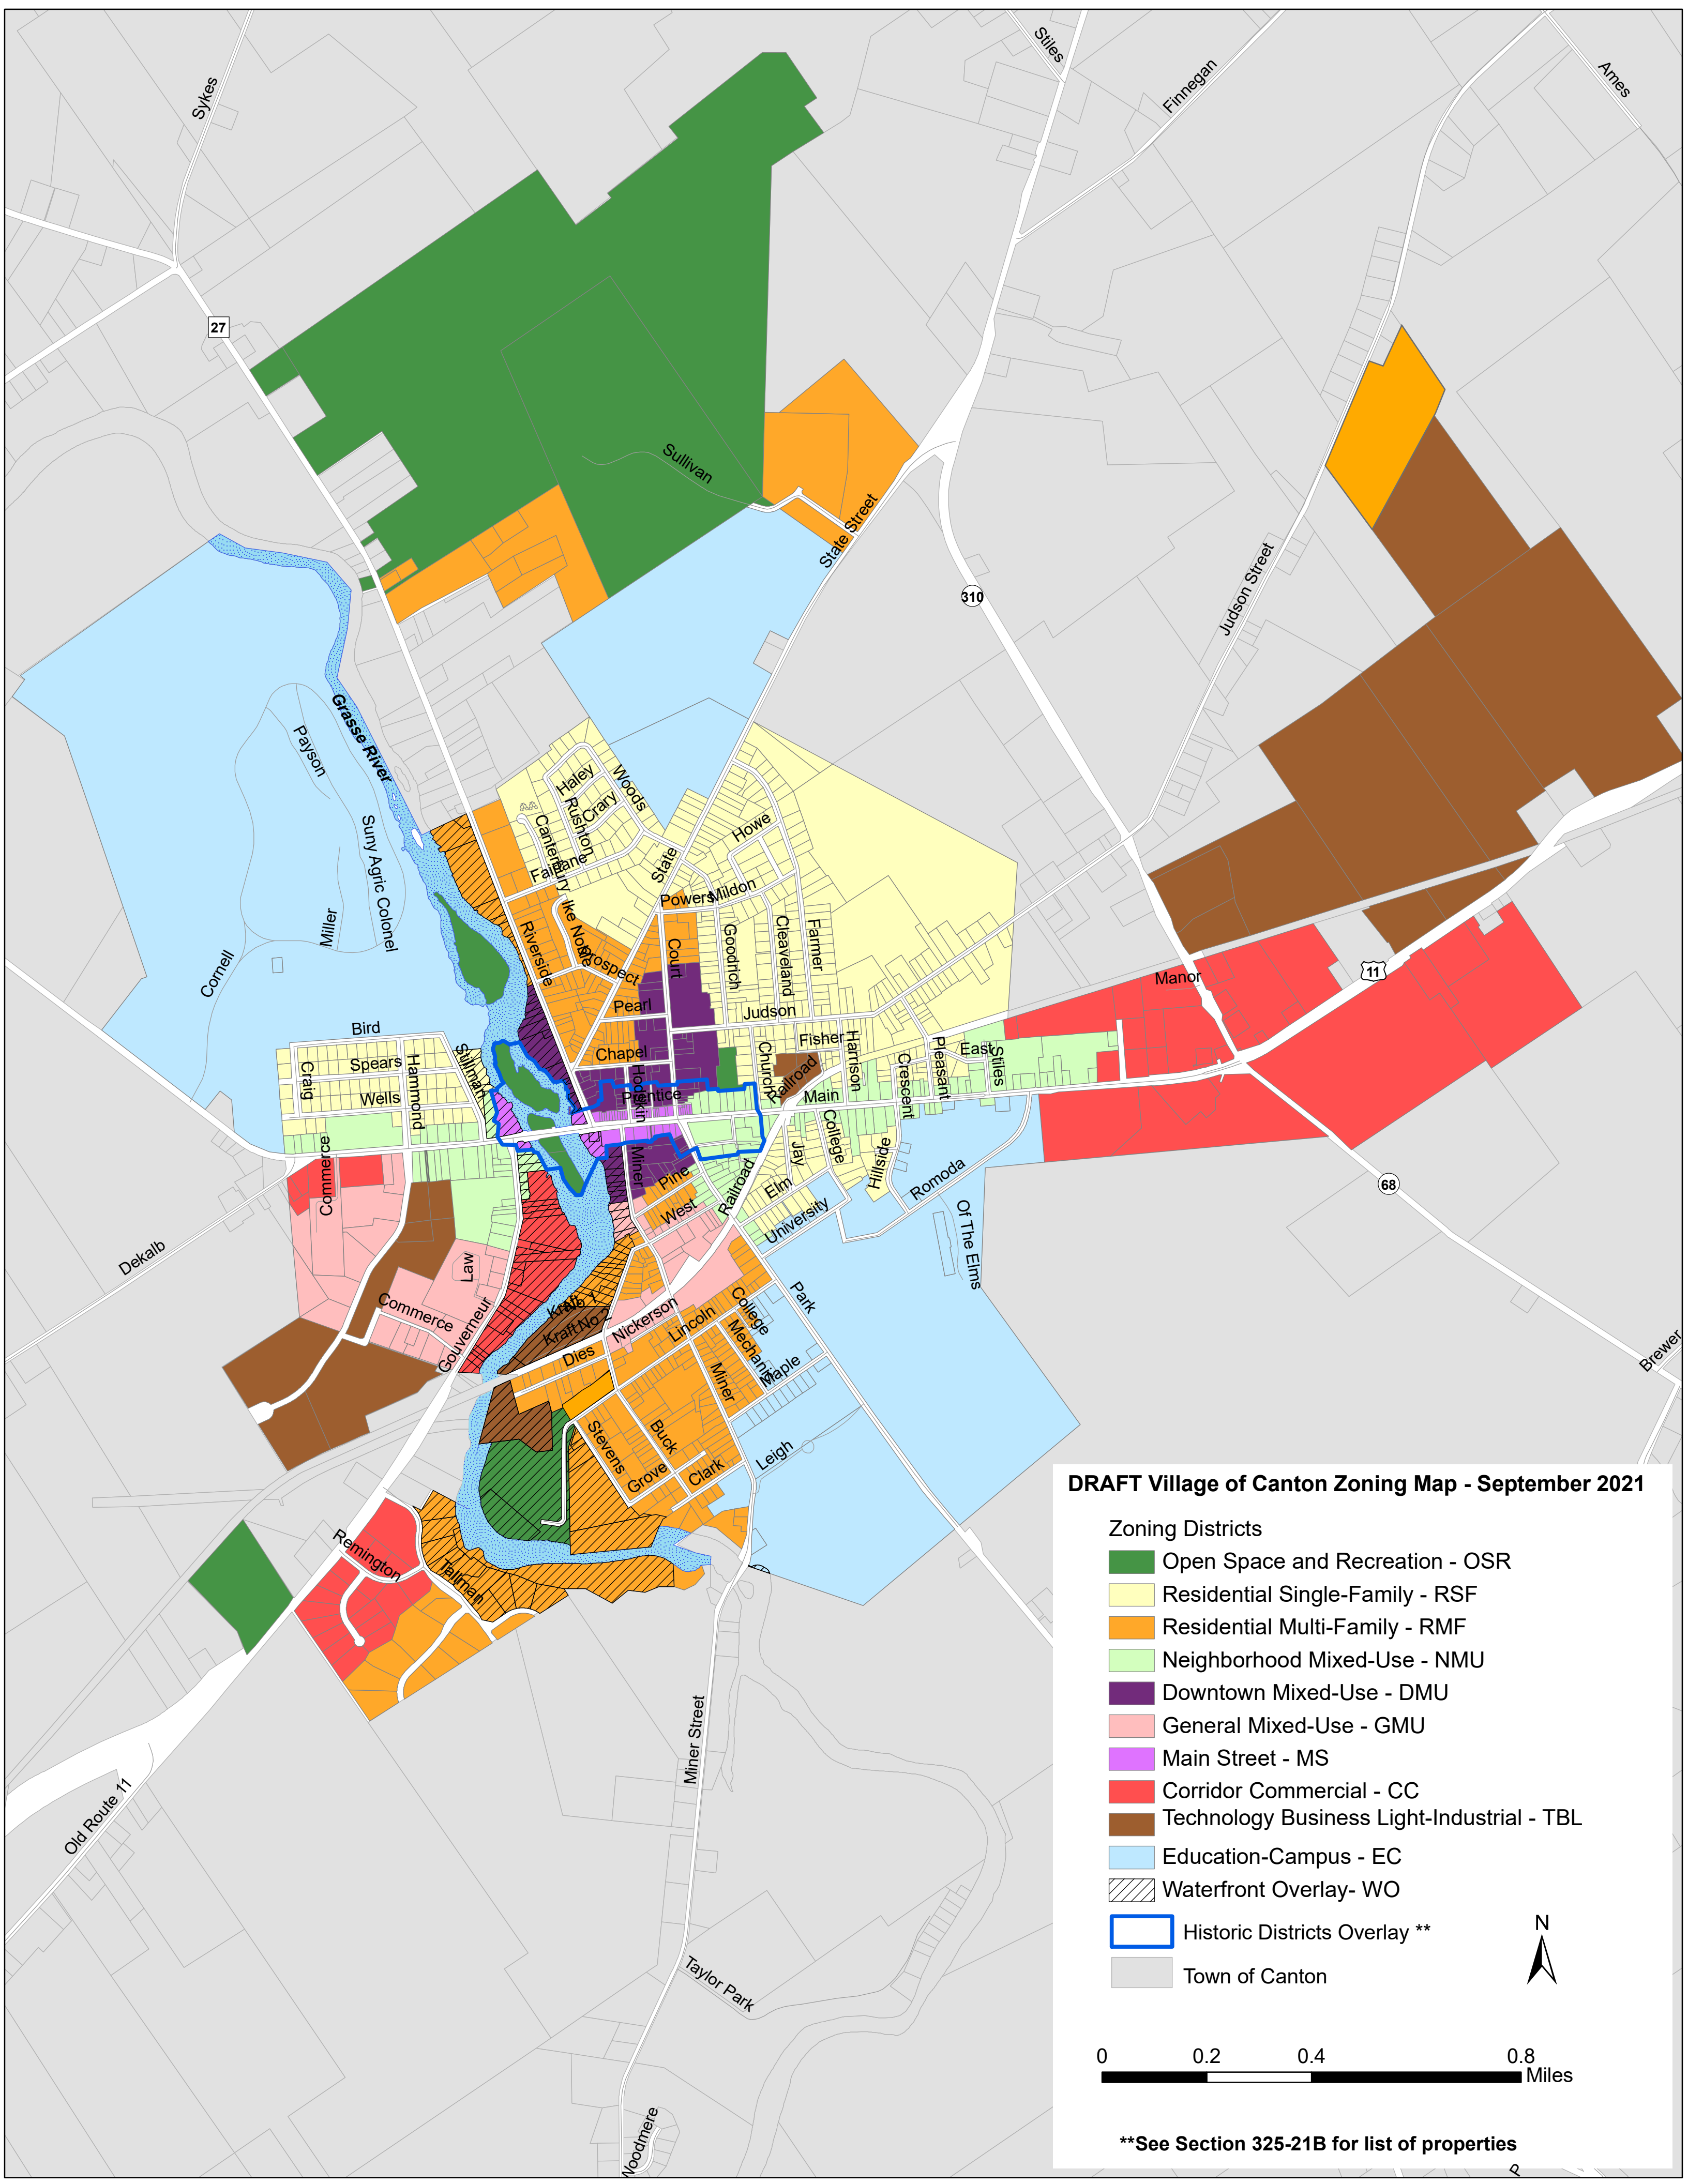 Stiles
Finnegan
Ames
Sykes
27
Sullivan
State Street
310
Judson Street
Grasse River
Payson
Suny Agric Colonel
Miller
Cornell
Haley
Woods
Rushton
Crary
Canterbury
Fairlane
Howe
State
Powers
Mildon
Ike Noble
Riverside
Prospect
Court
Goodrich
Cleaveland
Farmer
Pearl
Judson
Manor
11
Bird
Spears
Stillman
Craig
Hammond
Wells
Chapel
Fisher
Harrison
Church
Railroad
Crescent
Pleasant
East
Stiles
Hodskin
Prentice
Main
College
Commerce
Miner
Pine
Jay
Hillside
West
Railroad
Elm
University
Romoda
Of The Elms
68
Dekalb
Law
Commerce
Gouverneur
Kraft No 1
Kraft No 2
Nickerson
Lincoln
College
Park
Dies
Mechanic
Maple
Miner
Brewer
Stevens
Buck
Grove
Clark
Leigh
Remington
Tallman
Miner Street
Old Route 11
Taylor Park
Woodmere
P
DRAFT Village of Canton Zoning Map - September 2021
Zoning Districts
Open Space and Recreation - OSR
Residential Single-Family - RSF
Residential Multi-Family - RMF
Neighborhood Mixed-Use - NMU
Downtown Mixed-Use - DMU
General Mixed-Use - GMU
Main Street - MS
Corridor Commercial - CC
Technology Business Light-Industrial - TBL
Education-Campus - EC
Waterfront Overlay- WO
Historic Districts Overlay **
Town of Canton
N
0 0.2 0.4 0.8
Miles
**See Section 325-21B for list of properties